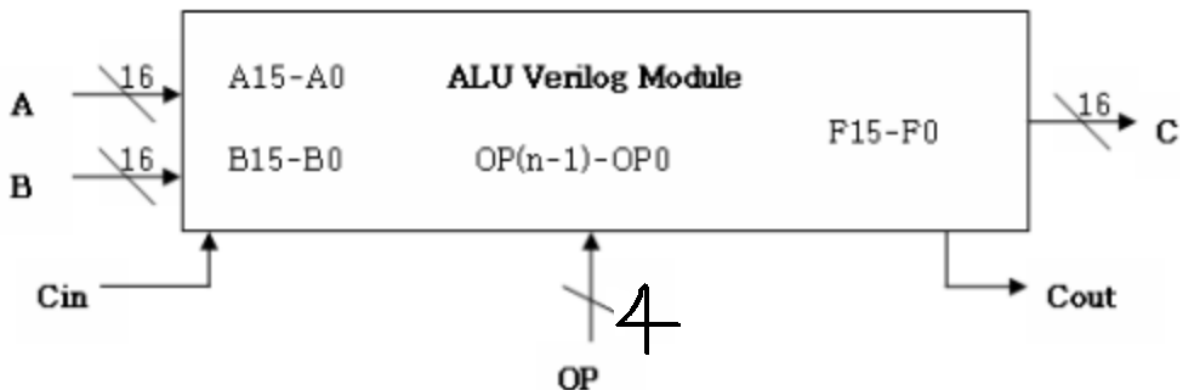 16 A15-A0 ALU Verilog Module 16
A F15-F0 C
16 B15-B0 OP(n-1)-OP0
B
Cin Cout
4
OP